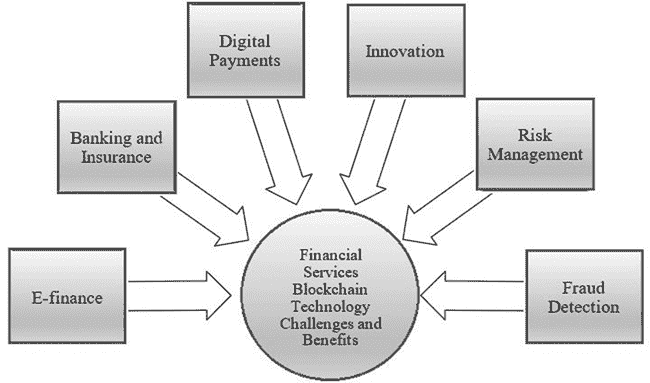 Digital
Payments
Innovation
Banking and
Insurance
Risk
Management
E-finance
Financial
Services
Blockchain
Technology
Challenges and
Benefits
Fraud
Detection